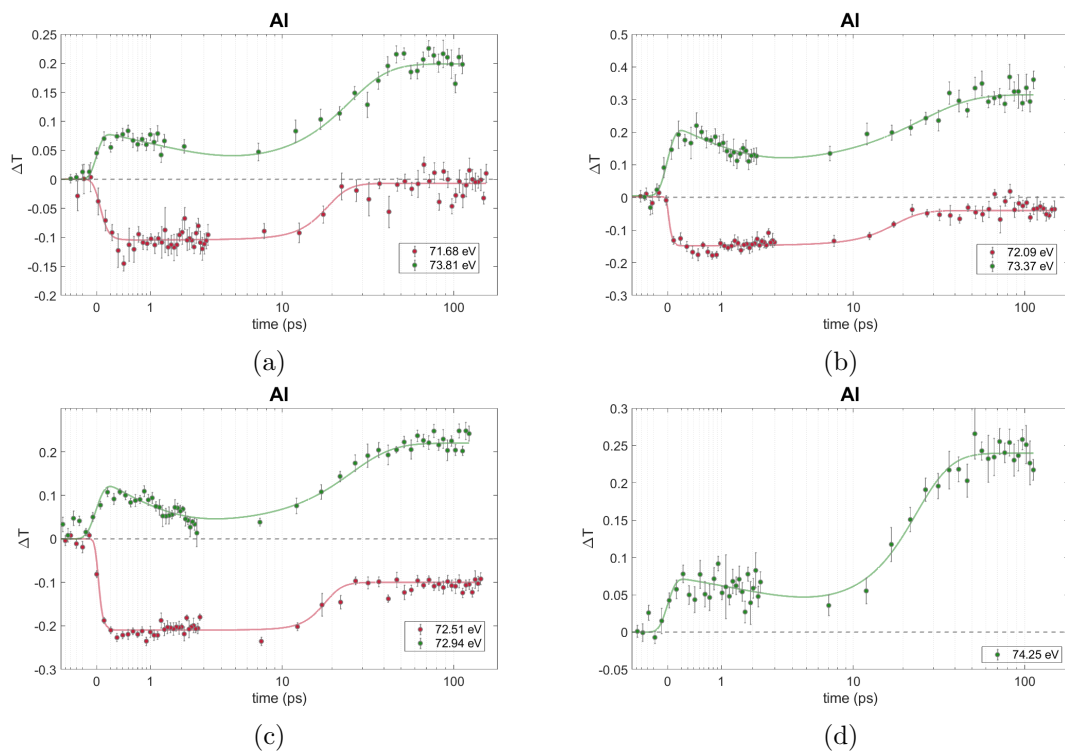 Al
0.25
0.2
0.15
0.1
0.05
0
-0.05
-0.1
-0.15
-0.2
ΔT
71.68 eV
73.81 eV
0 1 10 100
time (ps)
(a)
Al
0.5
0.4
0.3
0.2
0.1
0
-0.1
-0.2
-0.3
ΔT
72.09 eV
73.37 eV
0 1 10 100
time (ps)
(b)
Al
0.2
0.1
0
-0.1
-0.2
-0.3
ΔT
72.51 eV
72.94 eV
0 1 10 100
time (ps)
(c)
Al
0.3
0.25
0.2
0.15
0.1
0.05
0
-0.05
ΔT
74.25 eV
0 1 10 100
time (ps)
(d)